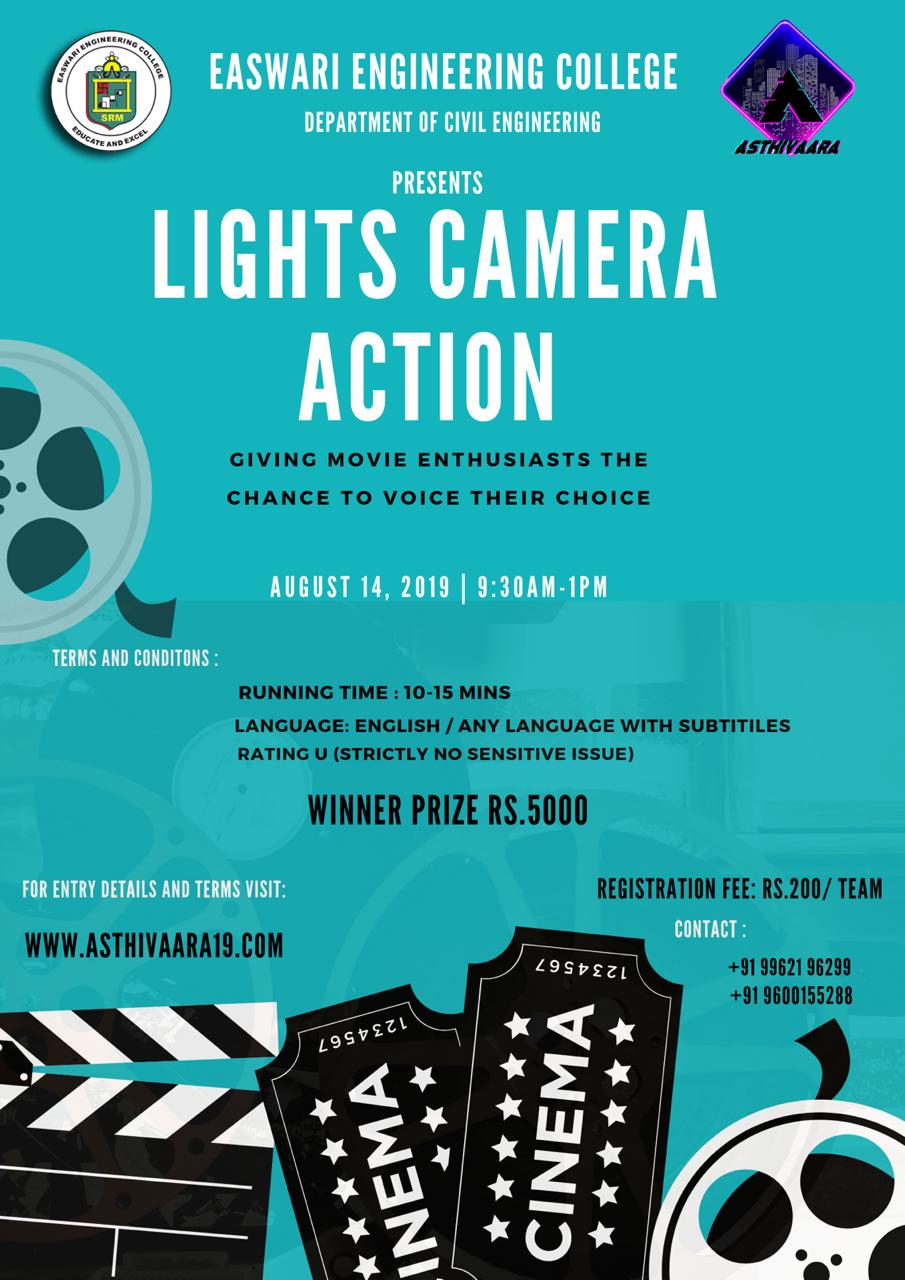 EASWARI ENGINEERING COLLEGE
SRM
EDUCATE AND EXCEL
EASWARI ENGINEERING COLLEGE
DEPARTMENT OF CIVIL ENGINEERING
ASTHIVAARA
PRESENTS
LIGHTS CAMERA
ACTION
GIVING MOVIE ENTHUSIASTS THE
CHANCE TO VOICE THEIR CHOICE
AUGUST 14, 2019 | 9:30AM-1PM
TERMS AND CONDITONS :
RUNNING TIME : 10-15 MINS
LANGUAGE: ENGLISH / ANY LANGUAGE WITH SUBTITILES
RATING U (STRICTLY NO SENSITIVE ISSUE)
WINNER PRIZE RS.5000
FOR ENTRY DETAILS AND TERMS VISIT:
WWW.ASTHIVAARA19.COM
REGISTRATION FEE: RS.200/ TEAM
CONTACT :
+91 99621 96299
+91 9600155288
1234567
CINEMA
1234567
INEMA